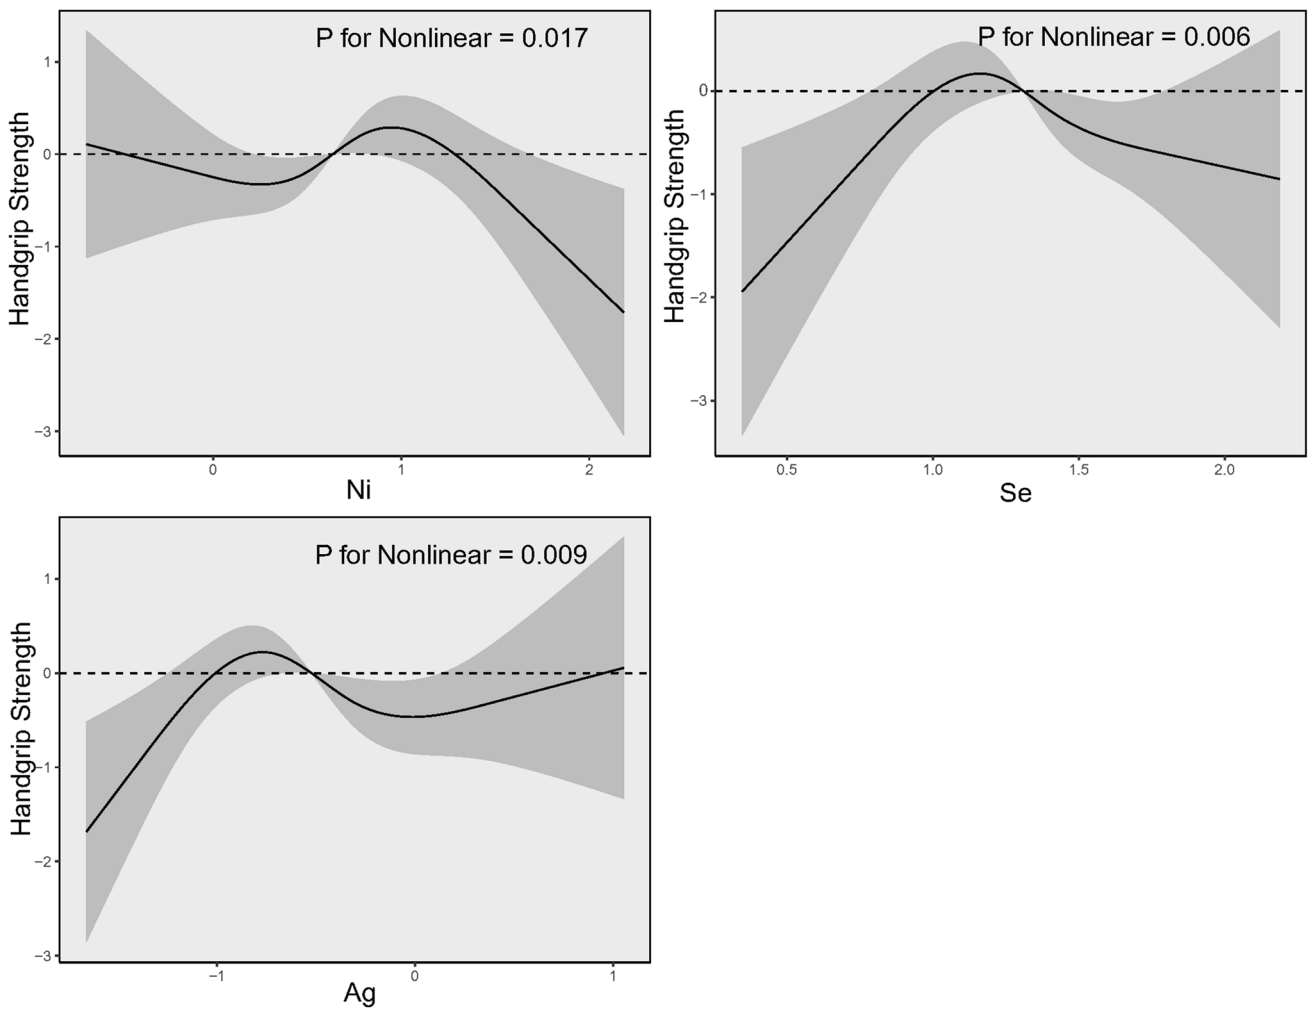 P for Nonlinear = 0.017
Handgrip Strength
1
0
−1
−2
−3
0
1
2
Ni
P for Nonlinear = 0.006
Handgrip Strength
0
−1
−2
−3
0.5
1.0
1.5
2.0
Se
P for Nonlinear = 0.009
Handgrip Strength
1
0
−1
−2
−3
−1
0
1
Ag